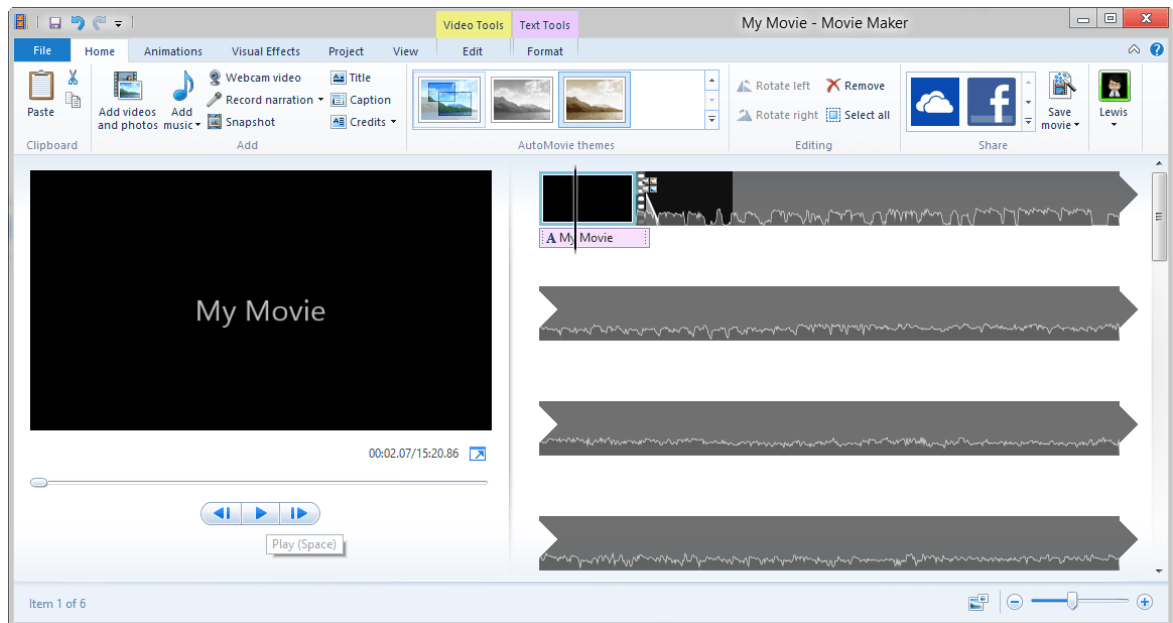 Video Tools Text Tools My Movie - Movie Maker
File Home Animations Visual Effects Project View Edit Format
Paste
Clipboard
Add videos and photos
Add music
Webcam video
Record narration
Snapshot
Title
Caption
Credits
Add
AutoMovie themes
Rotate left
Rotate right
Remove
Select all
Editing
Share
Save movie
Lewis
My Movie
00:02.07/15:20.86
Play (Space)
A My Movie
Item 1 of 6